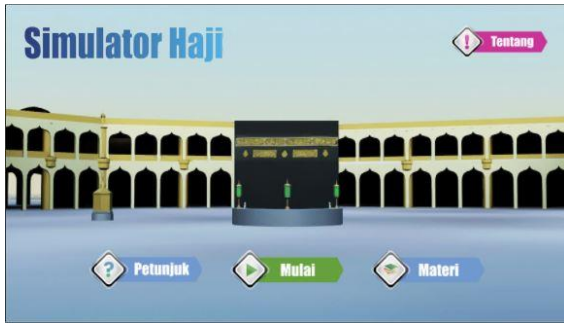 Simulator Haji
Tentang
Petunjuk
Mulai
Materi